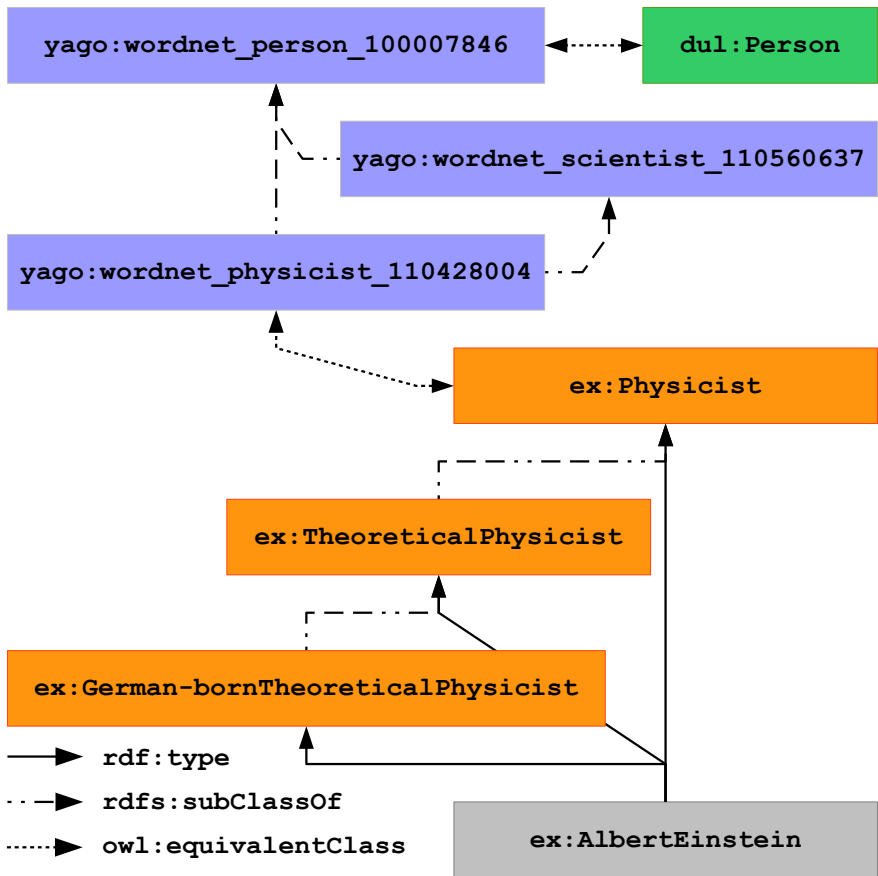 yago:wordnet_person_100007846
dul:Person
yago:wordnet_scientist_110560637
yago:wordnet_physicist_110428004
ex:Physicist
ex:TheoreticalPhysicist
ex:German-bornTheoreticalPhysicist
rdf:type
rdfs:subClassOf
ex:AlbertEinstein
owl:equivalentClass